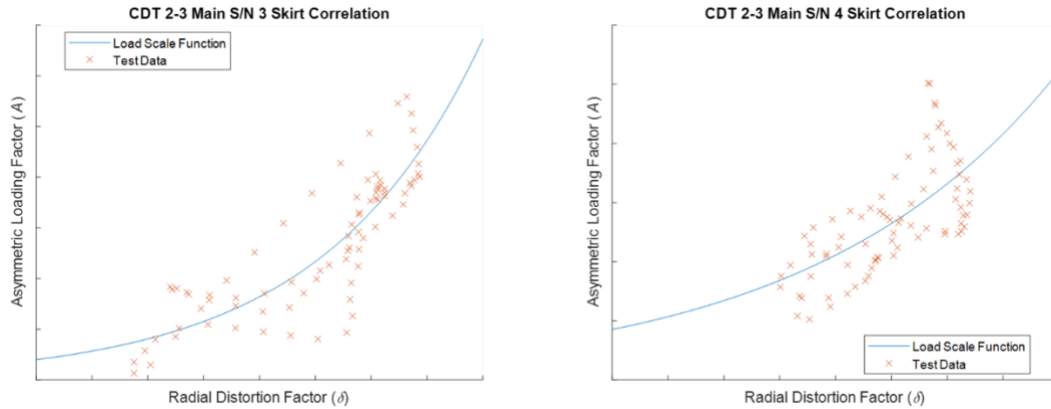 CDT 2-3 Main S/N 3 Skirt Correlation
Load Scale Function
Test Data
Asymmetric Loading Factor (A)
Radial Distortion Factor (δ)
CDT 2-3 Main S/N 4 Skirt Correlation
Asymmetric Loading Factor (A)
Load Scale Function
Test Data
Radial Distortion Factor (δ)